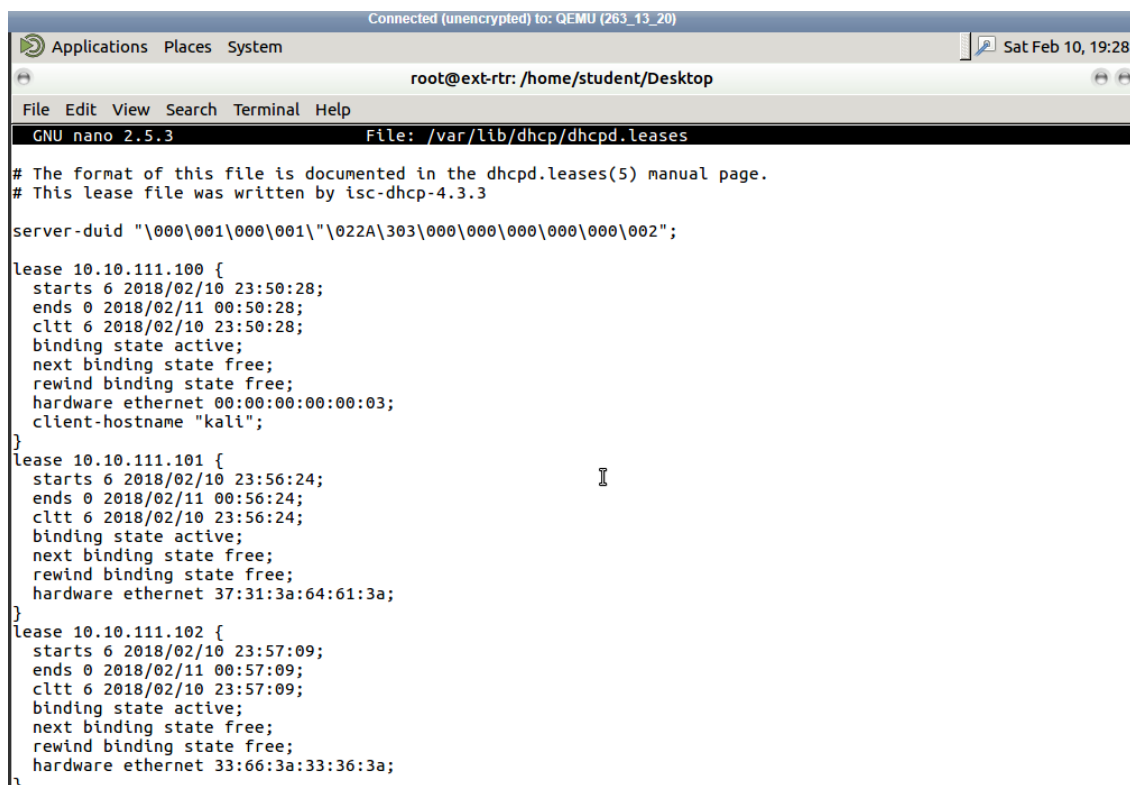 Connected (unencrypted) to: QEMU (263_13_20)
Applications Places System Sat Feb 10, 19:28
root@ext-rtr: /home/student/Desktop
File Edit View Search Terminal Help
GNU nano 2.5.3 File: /var/lib/dhcp/dhcpd.leases
# The format of this file is documented in the dhcpd.leases(5) manual page.
# This lease file was written by isc-dhcp-4.3.3
server-duid "\000\001\000\001\"\022A\303\000\000\000\000\000\002";
lease 10.10.111.100 {
  starts 6 2018/02/10 23:50:28;
  ends 0 2018/02/11 00:50:28;
  cltt 6 2018/02/10 23:50:28;
  binding state active;
  next binding state free;
  rewind binding state free;
  hardware ethernet 00:00:00:00:00:03;
  client-hostname "kali";
}
lease 10.10.111.101 {
  starts 6 2018/02/10 23:56:24;
  ends 0 2018/02/11 00:56:24;
  cltt 6 2018/02/10 23:56:24;
  binding state active;
  next binding state free;
  rewind binding state free;
  hardware ethernet 37:31:3a:64:61:3a;
}
lease 10.10.111.102 {
  starts 6 2018/02/10 23:57:09;
  ends 0 2018/02/11 00:57:09;
  cltt 6 2018/02/10 23:57:09;
  binding state active;
  next binding state free;
  rewind binding state free;
  hardware ethernet 33:66:3a:33:36:3a;
}